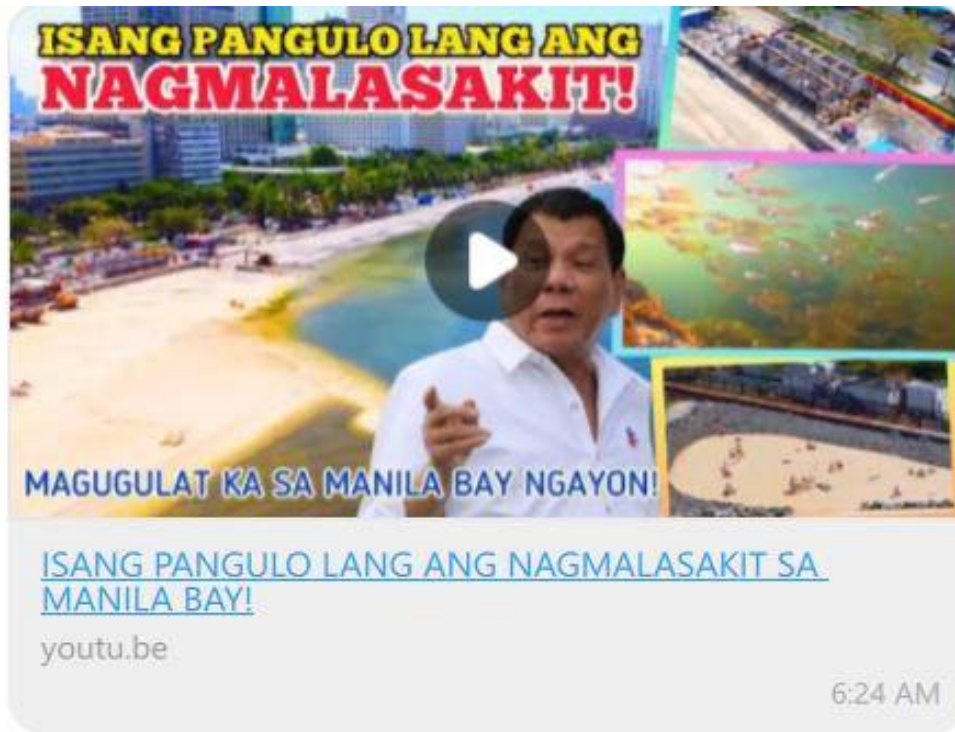 ISANG PANGULO LANG ANG
NAGMALASAKIT!
MAGUGULAT KA SA MANILA BAY NGAYON!
ISANG PANGULO LANG ANG NAGMALASAKIT SA
MANILA BAY!
youtu.be
6:24 AM